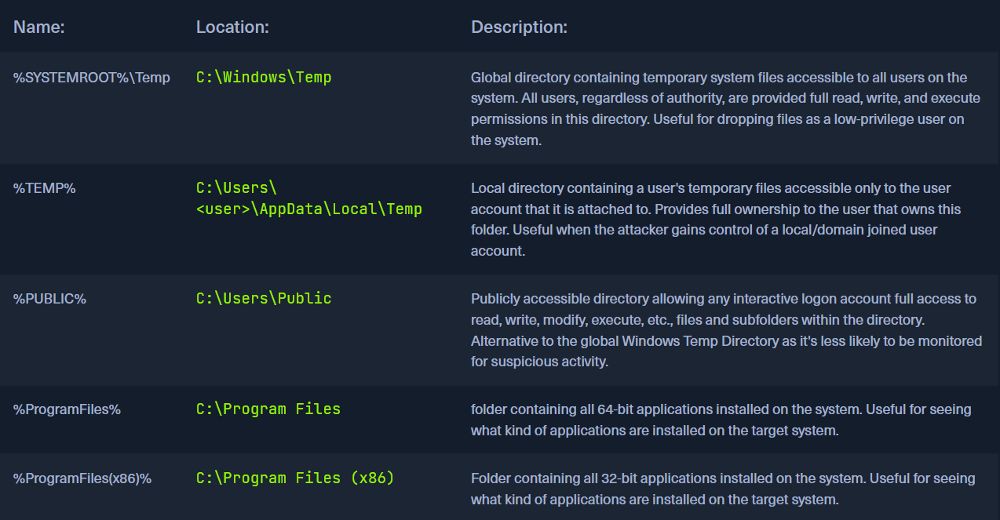 Name: Location: Description:
%SYSTEMROOT%\Temp C:\Windows\Temp Global directory containing temporary system files accessible to all users on the
system. All users, regardless of authority, are provided full read, write, and execute
permissions in this directory. Useful for dropping files as a low-privilege user on
the system.
%TEMP% C:\Users\ Local directory containing a user's temporary files accessible only to the user
<user>\AppData\Local\Temp account that it is attached to. Provides full ownership to the user that owns this
folder. Useful when the attacker gains control of a local/domain joined user
account.
%PUBLIC% C:\Users\Public Publicly accessible directory allowing any interactive logon account full access to
read, write, modify, execute, etc., files and subfolders within the directory.
Alternative to the global Windows Temp Directory as it's less likely to be monitored
for suspicious activity.
%ProgramFiles% C:\Program Files folder containing all 64-bit applications installed on the system. Useful for seeing
what kind of applications are installed on the target system.
%ProgramFiles(x86)% C:\Program Files (x86) Folder containing all 32-bit applications installed on the system. Useful for seeing
what kind of applications are installed on the target system.